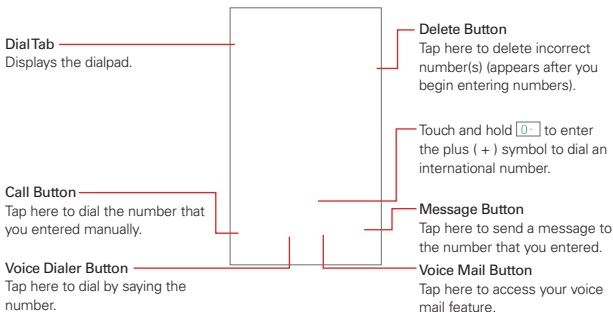 Dial Tab
Displays the dialpad.
Call Button
Tap here to dial the number that
you entered manually.
Voice Dialer Button
Tap here to dial by saying the
number.
Delete Button
Tap here to delete incorrect
number(s) (appears after you
begin entering numbers).
Touch and hold 0+ to enter
the plus ( + ) symbol to dial an
international number.
Message Button
Tap here to send a message to
the number that you entered.
Voice Mail Button
Tap here to access your voice
mail feature.